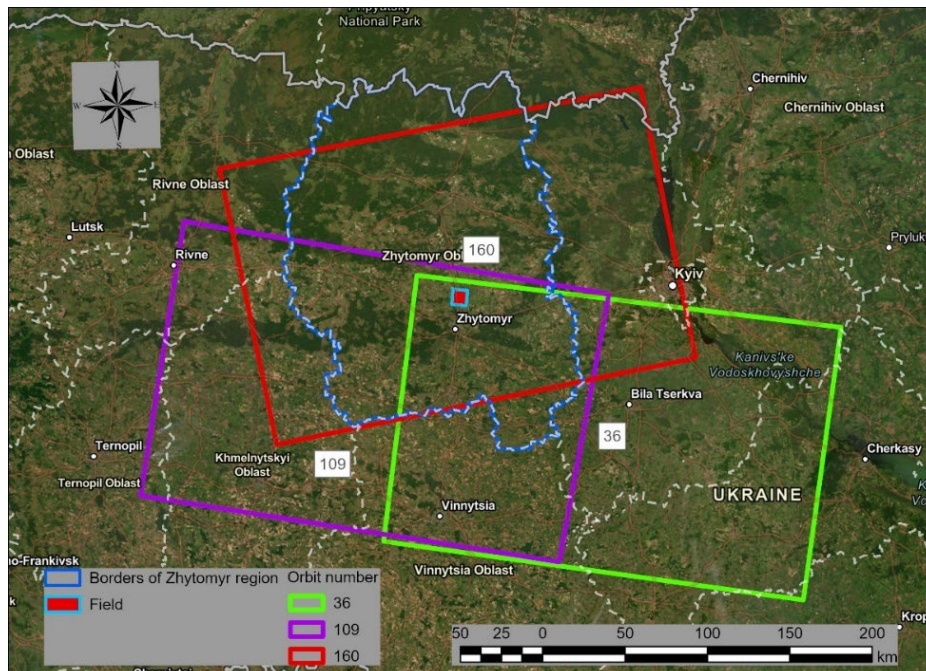 Pripyatsky
National Park
N
W
E
S
Chernihiv
Chernihiv Oblast
n Oblast
Rivne Oblast
Lutsk
Rivne
Zhytomyr Ob
160
Pryluky
Kyiv
Zhytomyr
Kanivs'ke
Vodoskhovyshche
Bila Tserkva
36
109
Khmelnytskyi
Oblast
Ternopil
Ternopil Oblast
Cherkasy
UKRAINE
Vinnytsia
Vinnytsia Oblast
no-Frankivsk
Krop
Borders of Zhytomyr region
Field
Orbit number
36
109
160
50 25 0 50 100 150 200
km